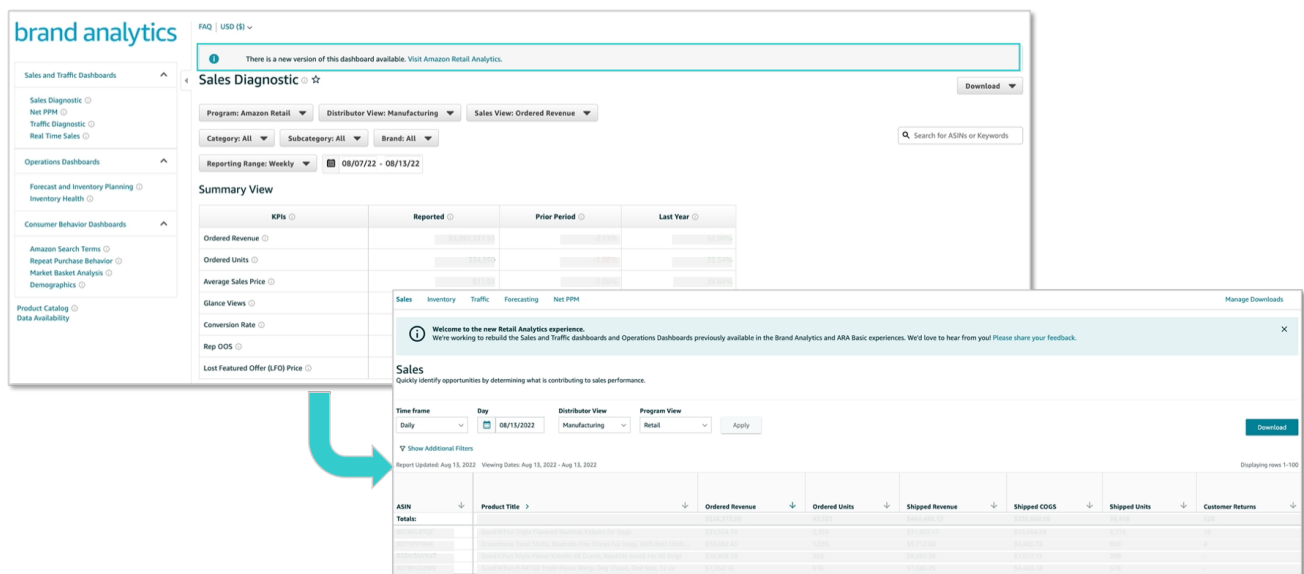 brand analytics
FAQ | USD ($)
There is a new version of this dashboard available. Visit Amazon Retail Analytics.
Sales and Traffic Dashboards
Sales Diagnostic
Net PPM
Traffic Diagnostic
Real Time Sales
Operations Dashboards
Forecast and Inventory Planning
Inventory Health
Consumer Behavior Dashboards
Amazon Search Terms
Repeat Purchase Behavior
Market Basket Analysis
Demographics
Product Catalog
Data Availability
Sales Diagnostic
Download
Program: Amazon Retail Distributor View: Manufacturing Sales View: Ordered Revenue
Category: All Subcategory: All Brand: All
Search for ASINs or Keywords
Reporting Range: Weekly 08/07/22 - 08/13/22
Summary View
KPIs Reported Prior Period Last Year
Ordered Revenue
Ordered Units
Average Sales Price
Glance Views
Conversion Rate
Rep OOS
Lost Featured Offer (LFO) Price
Sales Inventory Traffic Forecasting Net PPM Manage Downloads
Welcome to the new Retail Analytics experience.
We're working to rebuild the Sales and Traffic dashboards and Operations Dashboards previously available in the Brand Analytics and ARA Basic experiences. We'd love to hear from you! Please share your feedback.
Sales
Quickly identify opportunities by determining what is contributing to sales performance.
Time frame Day Distributor View Program View
Daily 08/13/2022 Manufacturing Retail Apply
Download
Show Additional Filters
Report Updated: Aug 13, 2022 Viewing Dates: Aug 13, 2022 - Aug 13, 2022 Displaying rows 1-100
ASIN Product Title Ordered Revenue Ordered Units Shipped Revenue Shipped COGS Shipped Units Customer Returns
Totals: